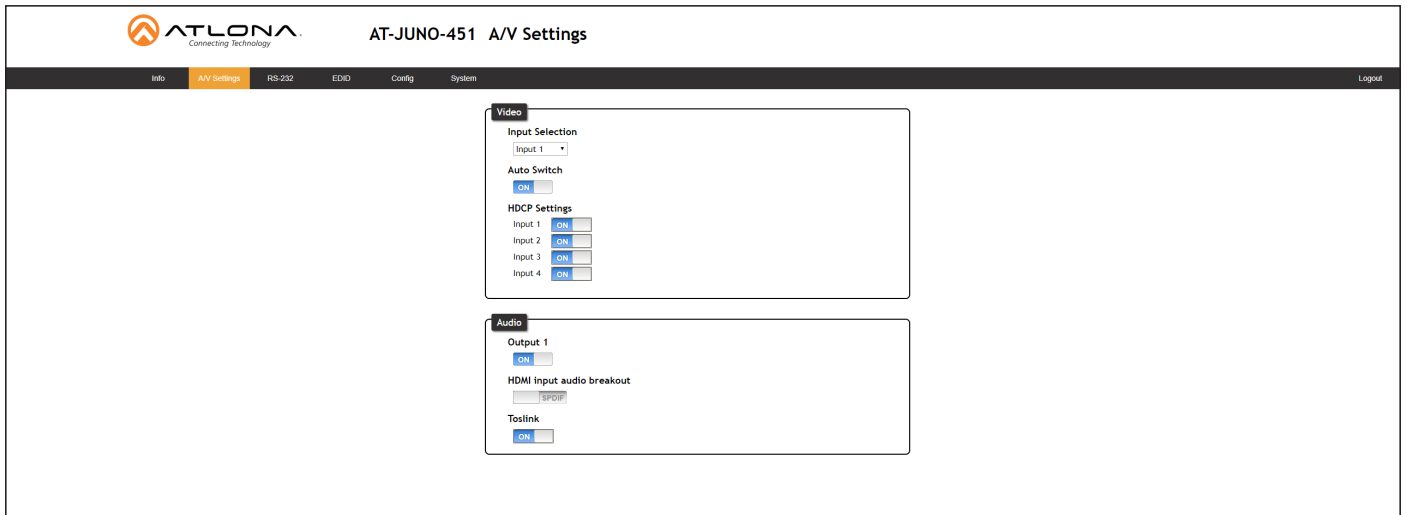 ATLONA.
Connecting Technology
AT-JUNO-451 A/V Settings
Info A/V Settings RS-232 EDID Config System Logout
Video
Input Selection
Input 1
Auto Switch
ON
HDCP Settings
Input 1 ON
Input 2 ON
Input 3 ON
Input 4 ON
Audio
Output 1
ON
HDMI input audio breakout
SPDIF
Toslink
ON